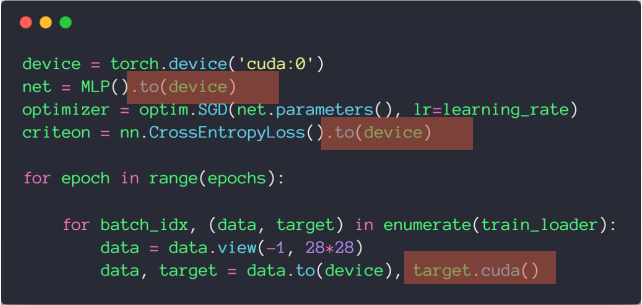 device = torch.device('cuda:0')
net = MLP().to(device)
optimizer = optim.SGD(net.parameters(), lr=learning_rate)
criteon = nn.CrossEntropyLoss().to(device)
for epoch in range(epochs):
for batch_idx, (data, target) in enumerate(train_loader):
data = data.view(-1, 28*28)
data, target = data.to(device), target.cuda()